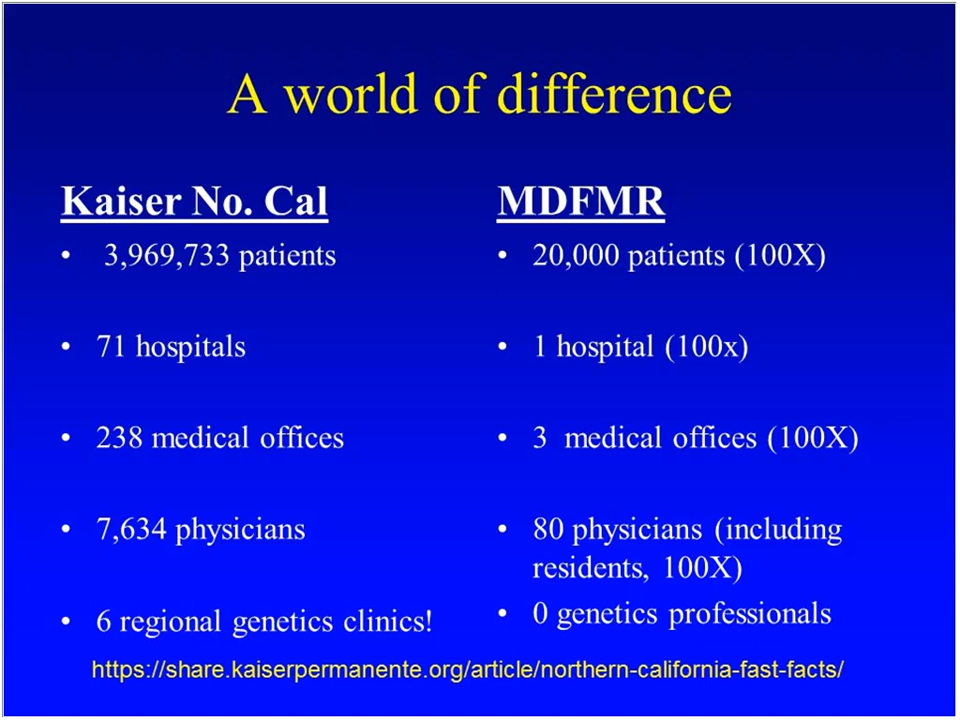 A world of difference
Kaiser No. Cal
• 3,969,733 patients
• 71 hospitals
• 238 medical offices
• 7,634 physicians
• 6 regional genetics clinics!
MDFMR
• 20,000 patients (100X)
• 1 hospital (100x)
• 3 medical offices (100X)
• 80 physicians (including
residents, 100X)
• 0 genetics professionals
https://share.kaiserpermanente.org/article/northern-california-fast-facts/